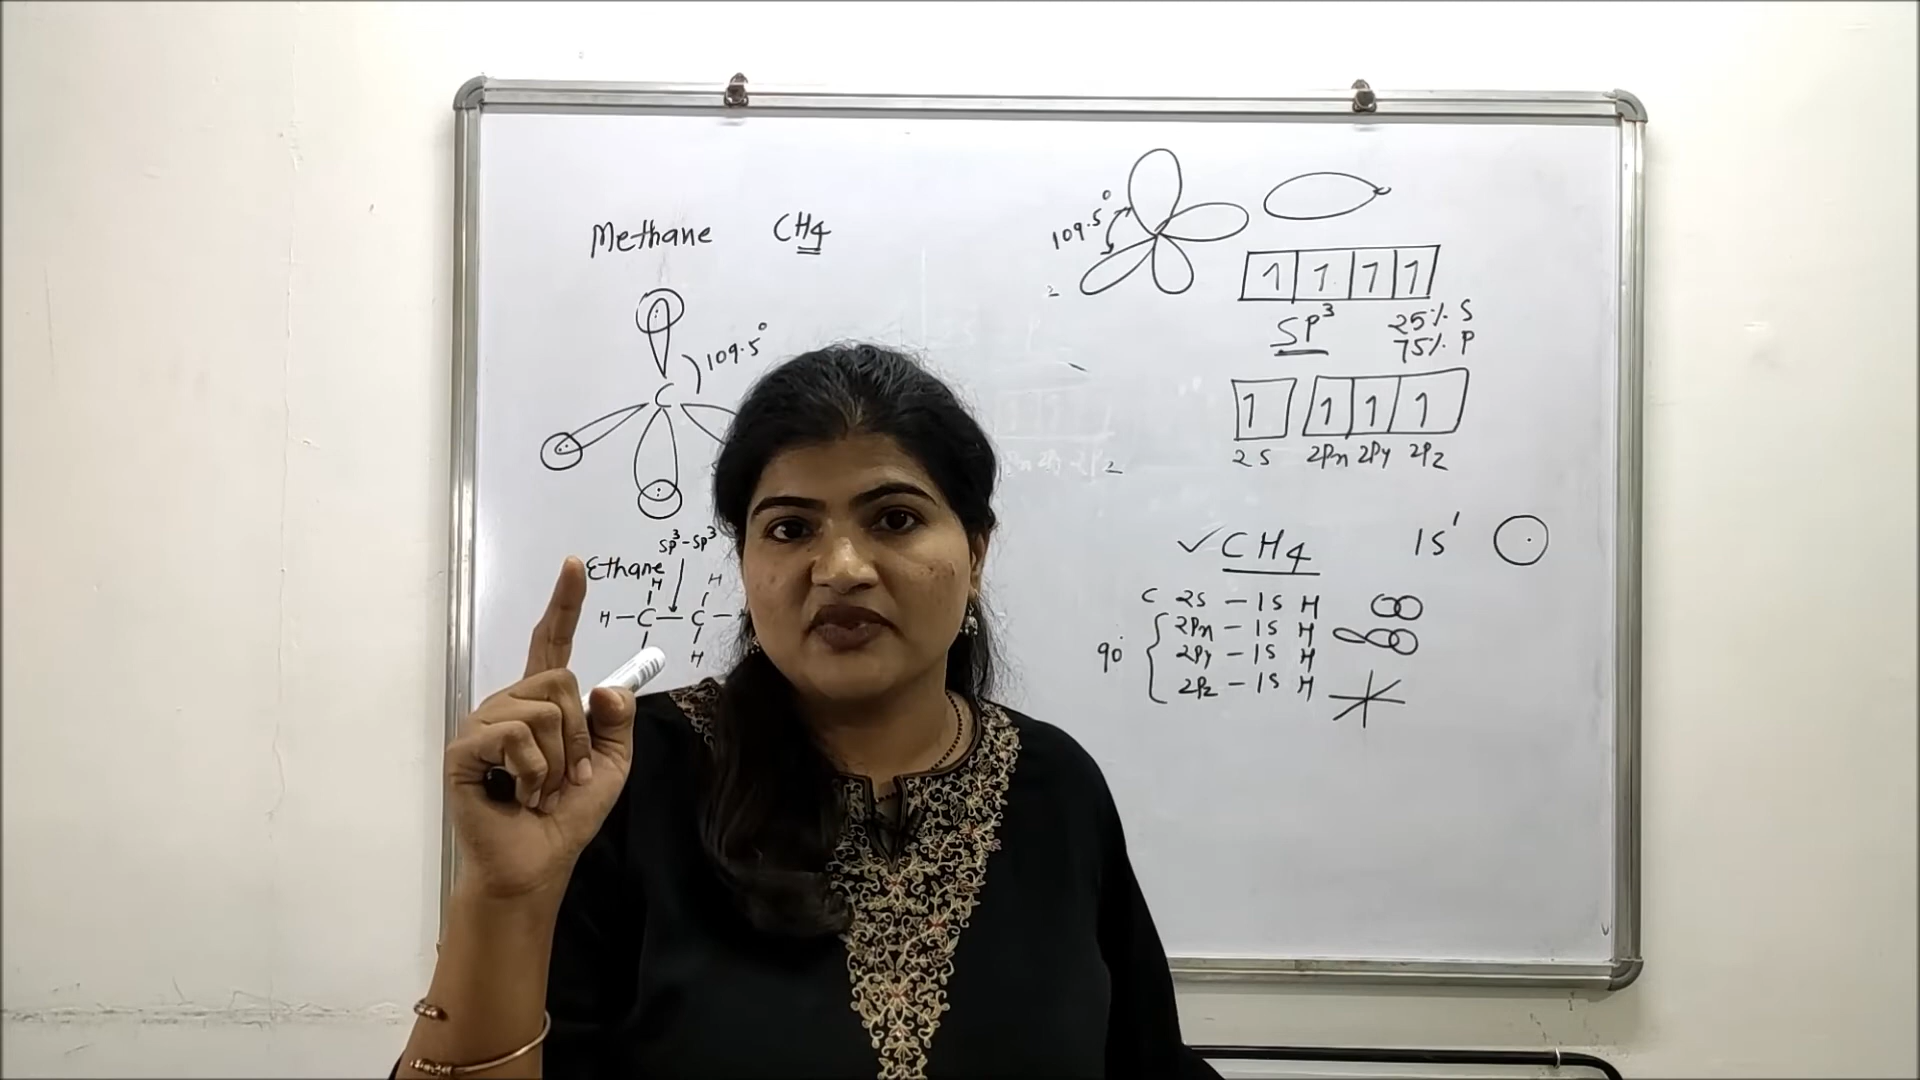 Methane CH4
109.5°
sp³-sp³
Ethane
H H
H-C-C-
H
109.5°
1 1 1 1
SP³
25% S
75% P
1 1 1 1
2S 2Px 2Py 2Pz
✓CH4
1S¹
C 2S - 1S H
2Px - 1S H
2Py - 1S H
2Pz - 1S H
90°